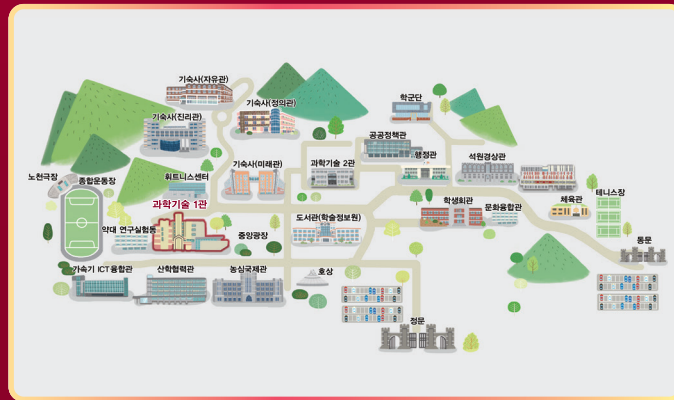 기숙사(자유관)
기숙사(정의관)
학군단
기숙사(진리관)
공공정책관
행정관
노천극장
종합운동장
휘트니스센터
기숙사(미래관)
과학기술 2관
석원경상관
과학기술 1관
학생회관
문화융합관
체육관
테니스장
약대 연구실험동
중앙광장
도서관(학술정보원)
동문
가속기 ICT융합관
산학협력관
농심국제관
호상
정문